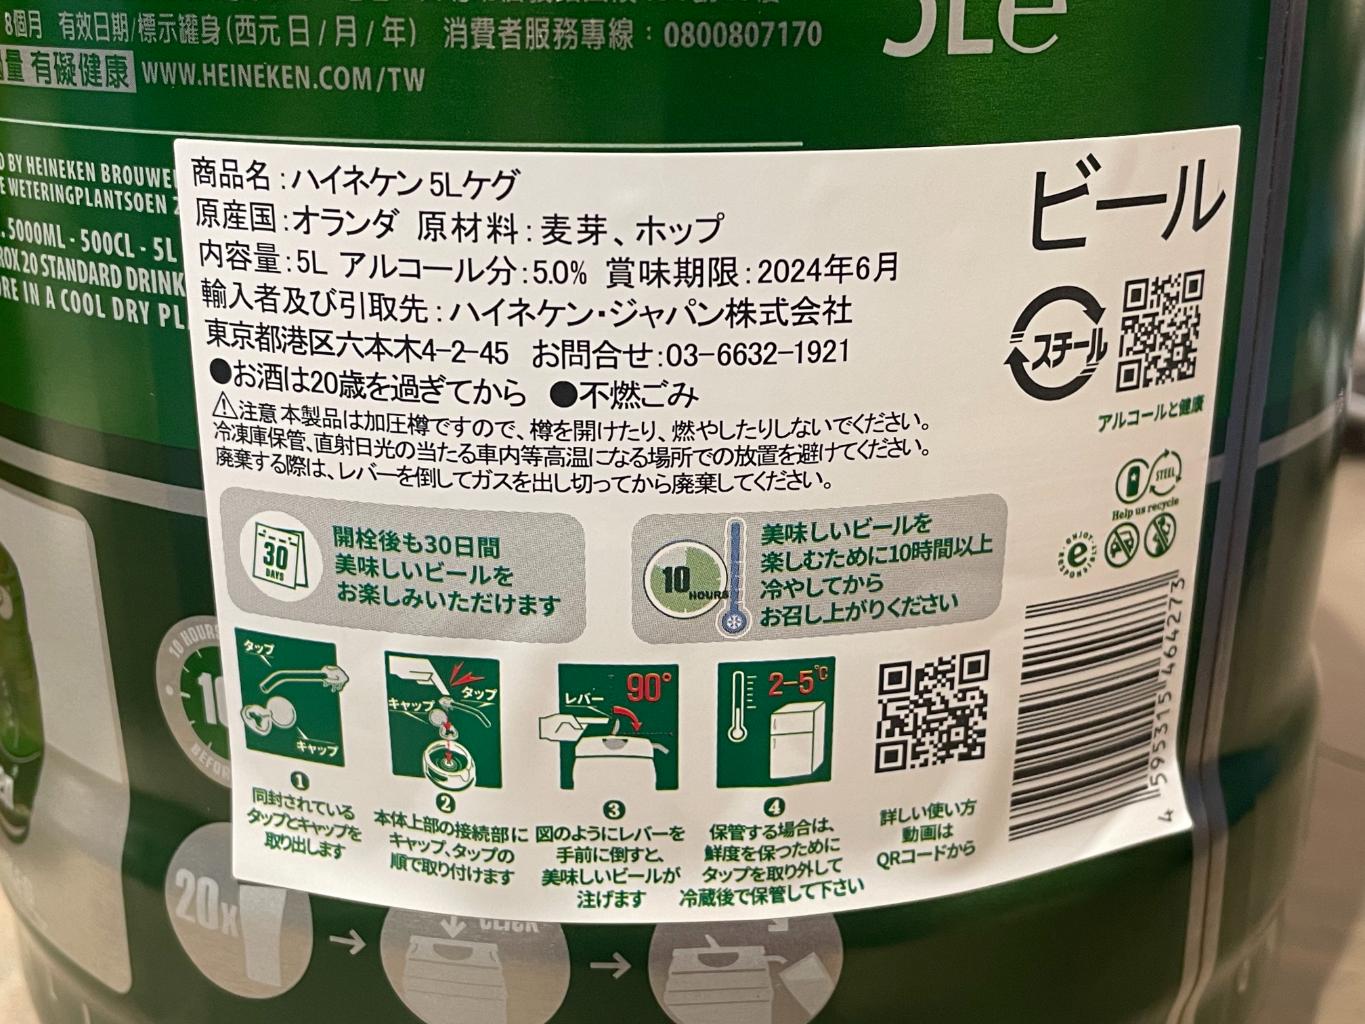 8個月 有效日期/標示罐身(西元 日/月/年) 消費者服務專線：0800807170
5Le
有礙健康 WWW.HEINEKEN.COM/TW
BY HEINEKEN BROUWE
WETERINGPLANTSOEN
5000ML - 500CL - 5L
20 STANDARD DRINK
IN A COOL DRY
商品名:ハイネケン 5Lケグ
原産国:オランダ 原材料:麦芽、ホップ
内容量:5L アルコール分:5.0% 賞味期限:2024年6月
輸入者及び引取先:ハイネケン・ジャパン株式会社
東京都港区六本木4-2-45 お問合せ:03-6632-1921
●お酒は20歳を過ぎてから ●不燃ごみ
⚠注意 本製品は加圧樽ですので、樽を開けたり、燃やしたりしないでください。
冷凍庫保管、直射日光の当たる車内等高温になる場所での放置を避けてください。
廃棄する際は、レバーを倒してガスを出し切ってから廃棄してください。
ビール
スチール
アルコールと健康
STEEL
Help us recycle
e
30
DAYS
開栓後も30日間
美味しいビールを
お楽しみいただけます
10
HOURS
美味しいビールを
楽しむために10時間以上
冷やしてから
お召し上がりください
タップ
キャップ
❶
同封されている
タップとキャップを
取り出します
キャップ
タップ
❷
本体上部の接続部に
キャップ、タップの
順で取り付けます
レバー
90°
❸
図のようにレバーを
手前に倒すと、
美味しいビールが
注げます
2-5℃
❹
保管する場合は、
鮮度を保つために
タップを取り外して
冷蔵後で保管して下さい
詳しい使い方
動画は
QRコードから
4 595315 464273
10 HOURS
20x
CLICK